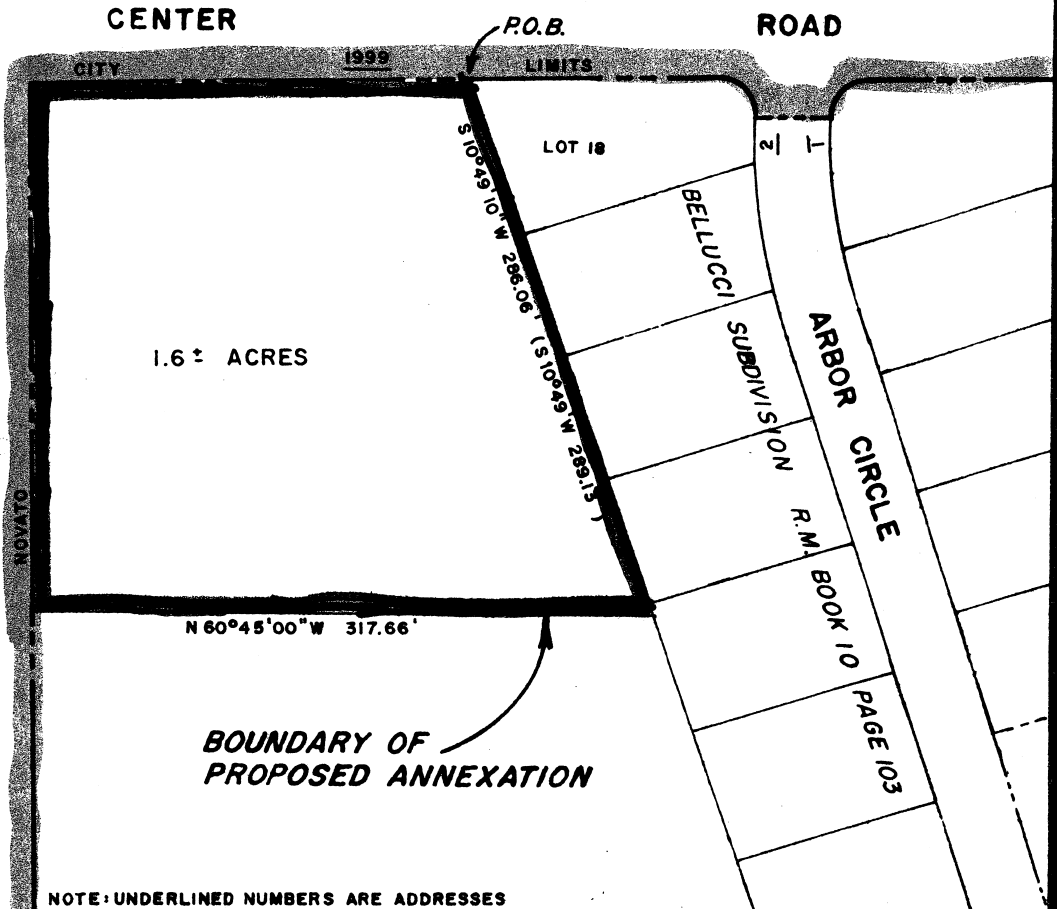 CENTER ROAD
P.O.B.
CITY 1999 LIMITS
LOT 18
2 T
S 10°49'10" W 286.06' (S 10°49' W 289.13')
BELLUCCI SUBDIVISION R.M. BOOK 10 PAGE 103
ARBOR CIRCLE
1.6± ACRES
NOVATO
N 60°45'00" W 317.66'
BOUNDARY OF
PROPOSED ANNEXATION
NOTE: UNDERLINED NUMBERS ARE ADDRESSES